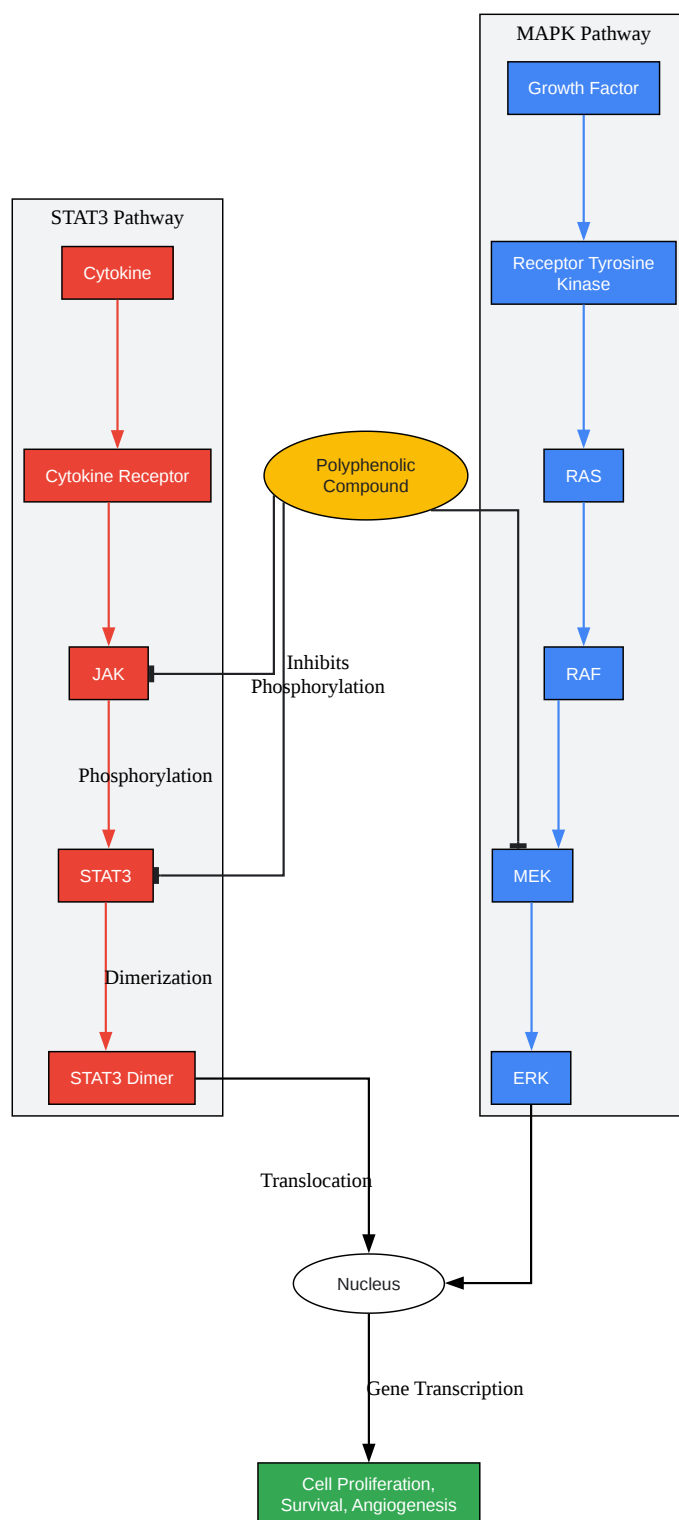 MAPK Pathway
Growth Factor
Receptor Tyrosine
Kinase
RAS
RAF
MEK
ERK
STAT3 Pathway
Cytokine
Cytokine Receptor
JAK
Phosphorylation
STAT3
Dimerization
STAT3 Dimer
Polyphenolic
Compound
Inhibits
Phosphorylation
Translocation
Nucleus
Gene Transcription
Cell Proliferation,
Survival, Angiogenesis